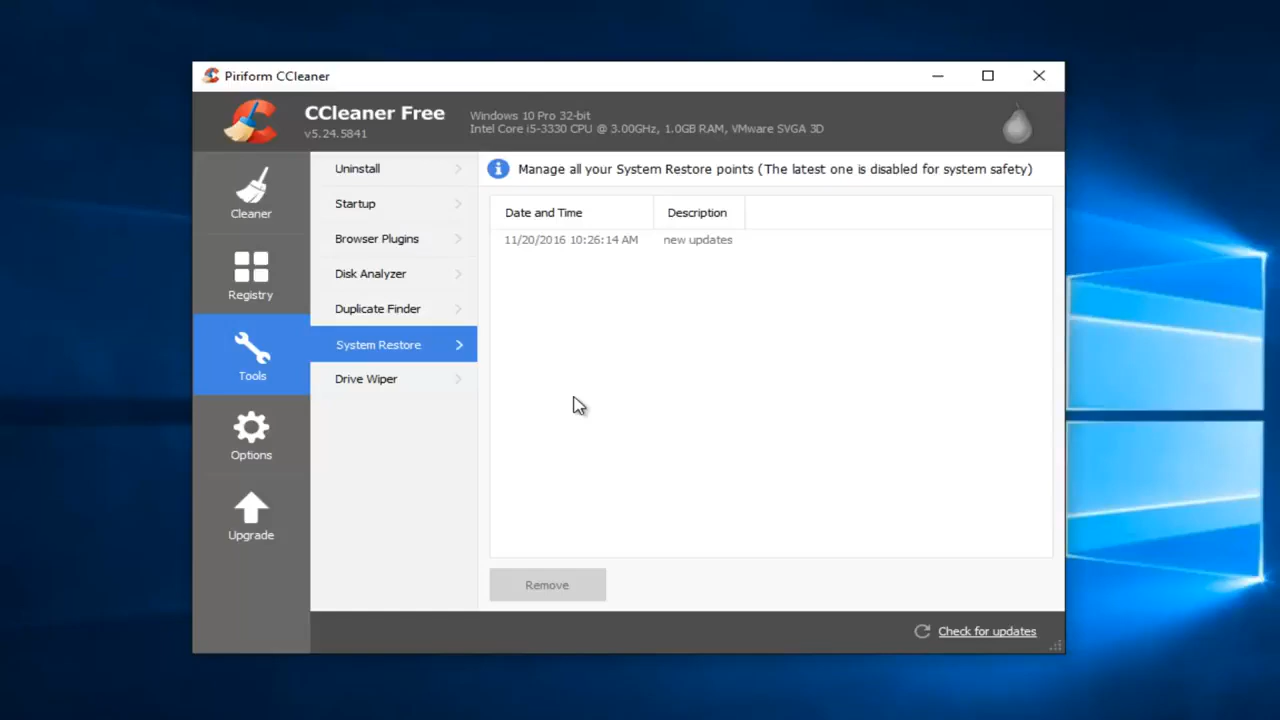 Piriform CCleaner
CCleaner Free
v5.24.5841
Windows 10 Pro 32-bit
Intel Core i5-3330 CPU @ 3.00GHz, 1.0GB RAM, VMware SVGA 3D
Cleaner
Registry
Tools
Options
Upgrade
Uninstall
Startup
Browser Plugins
Disk Analyzer
Duplicate Finder
System Restore
Drive Wiper
Manage all your System Restore points (The latest one is disabled for system safety)
Date and Time Description
11/20/2016 10:26:14 AM new updates
Remove
Check for updates